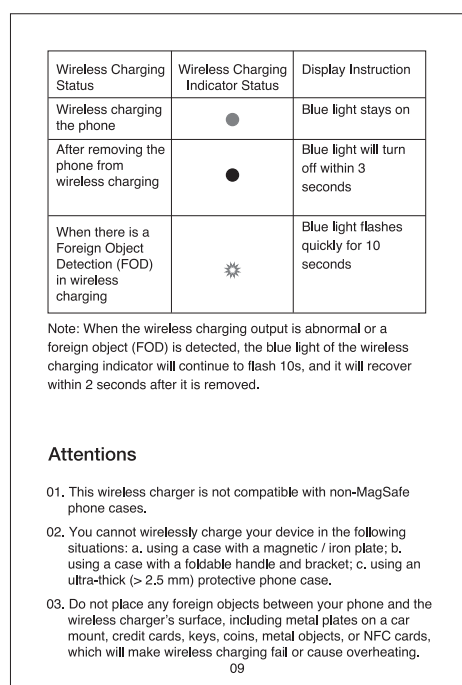 Wireless Charging Status
Wireless Charging Indicator Status
Display Instruction
Wireless charging the phone
Blue light stays on
After removing the phone from wireless charging
Blue light will turn off within 3 seconds
When there is a Foreign Object Detection (FOD) in wireless charging
Blue light flashes quickly for 10 seconds
Note: When the wireless charging output is abnormal or a
foreign object (FOD) is detected, the blue light of the wireless
charging indicator will continue to flash 10s, and it will recover
within 2 seconds after it is removed.
Attentions
01. This wireless charger is not compatible with non-MagSafe
phone cases.
02. You cannot wirelessly charge your device in the following
situations: a. using a case with a magnetic / iron plate; b.
using a case with a foldable handle and bracket; c. using an
ultra-thick (> 2.5 mm) protective phone case.
03. Do not place any foreign objects between your phone and the
wireless charger's surface, including metal plates on a car
mount, credit cards, keys, coins, metal objects, or NFC cards,
which will make wireless charging fail or cause overheating.
09